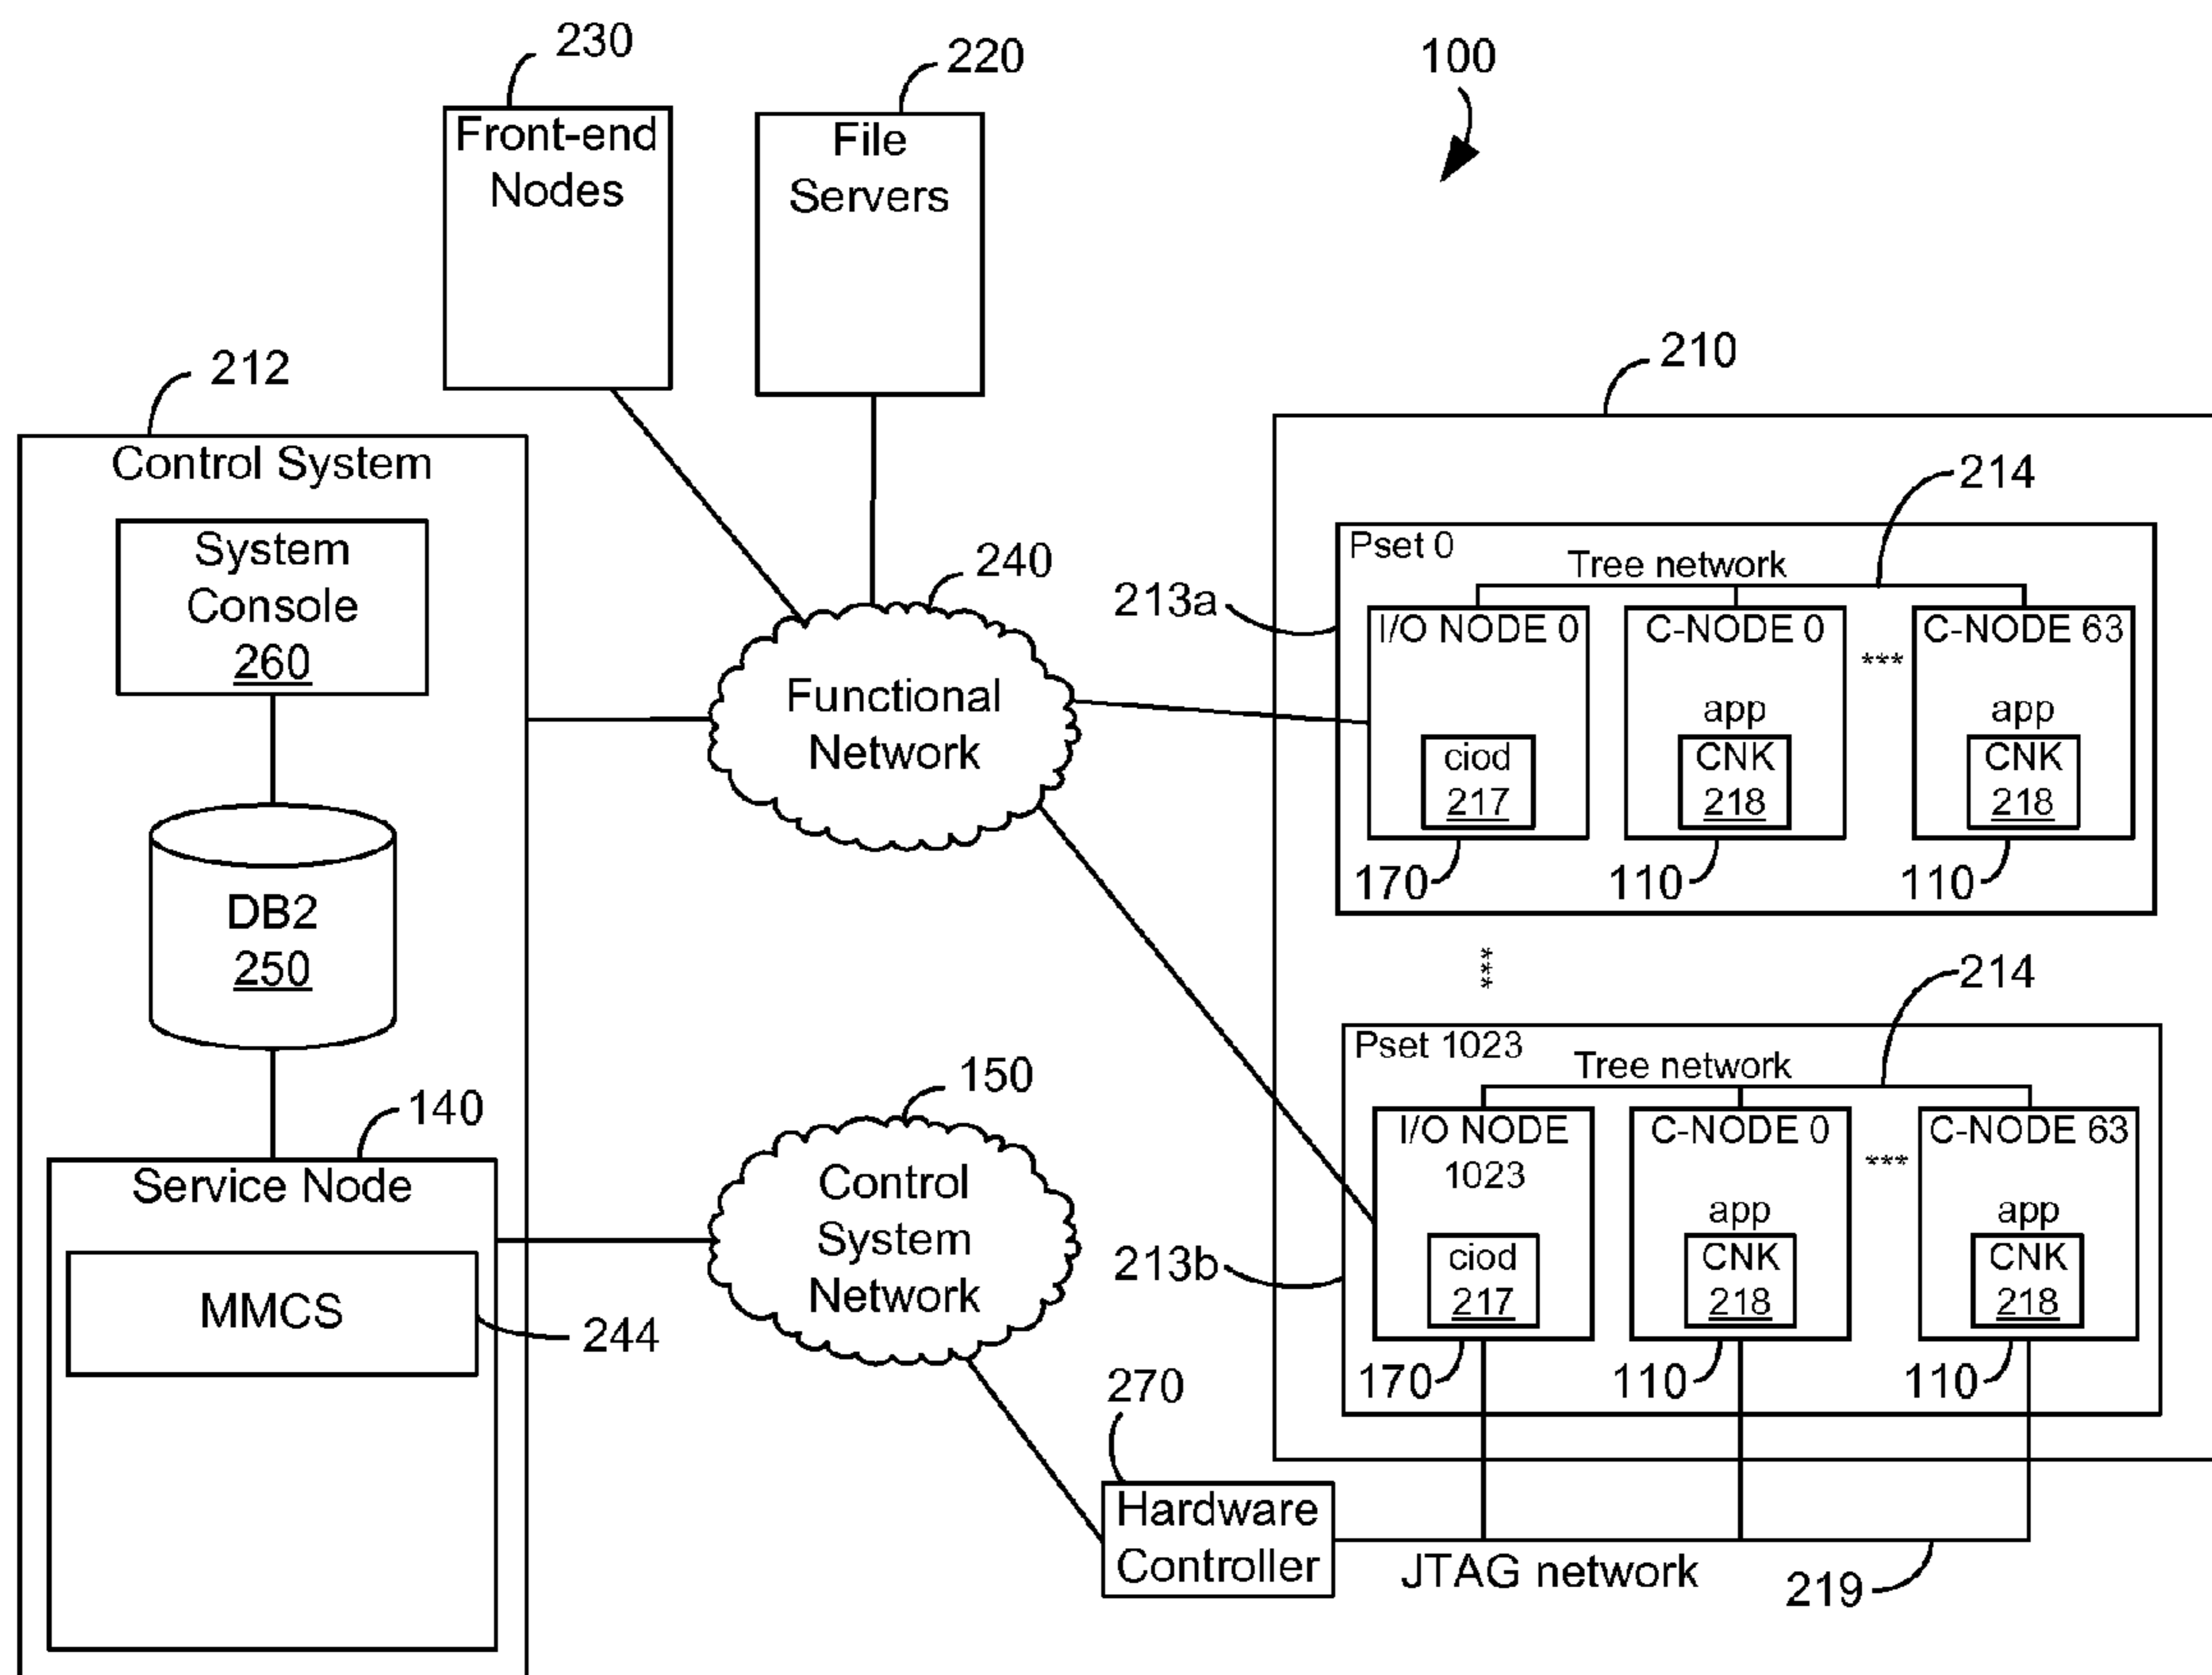 230
220
100
Front-end
Nodes
File
Servers
212
210
Control System
214
System
Console
260
240
Pset 0
Tree network
213a
I/O NODE 0
C-NODE 0
***
C-NODE 63
Functional
Network
app
app
ciod
217
CNK
218
CNK
218
170
110
110
DB2
250
***
214
150
Pset 1023
Tree network
140
I/O NODE
1023
C-NODE 0
***
C-NODE 63
Service Node
Control
System
Network
app
app
213b
ciod
217
CNK
218
CNK
218
MMCS
244
270
170
110
110
Hardware
Controller
JTAG network
219